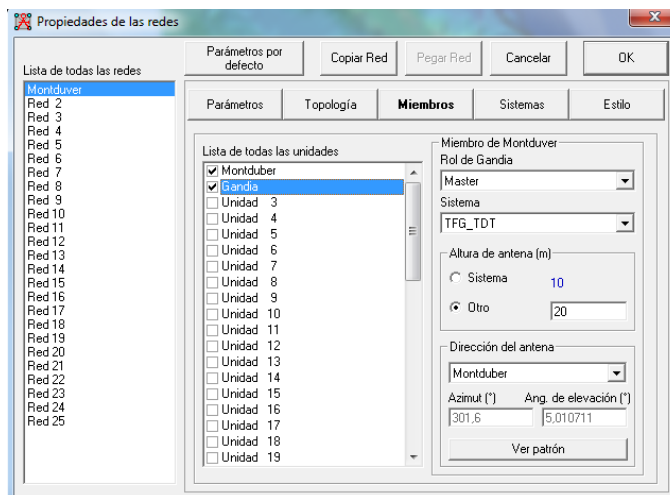 Propiedades de las redes
Parámetros por defecto
Copiar Red
Pegar Red
Cancelar
OK
Lista de todas las redes
Montduver
Red 2
Red 3
Red 4
Red 5
Red 6
Red 7
Red 8
Red 9
Red 10
Red 11
Red 12
Red 13
Red 14
Red 15
Red 16
Red 17
Red 18
Red 19
Red 20
Red 21
Red 22
Red 23
Red 24
Red 25
Parámetros
Topología
Miembros
Sistemas
Estilo
Lista de todas las unidades
Montduber
Gandia
Unidad 3
Unidad 4
Unidad 5
Unidad 6
Unidad 7
Unidad 8
Unidad 9
Unidad 10
Unidad 11
Unidad 12
Unidad 13
Unidad 14
Unidad 15
Unidad 16
Unidad 17
Unidad 18
Unidad 19
Miembro de Montduver
Rol de Gandia
Master
Sistema
TFG_TDT
Altura de antena (m)
Sistema 10
Otro 20
Dirección del antena
Montduber
Azimut (°) Ang. de elevación (°)
301,6 5,010711
Ver patrón